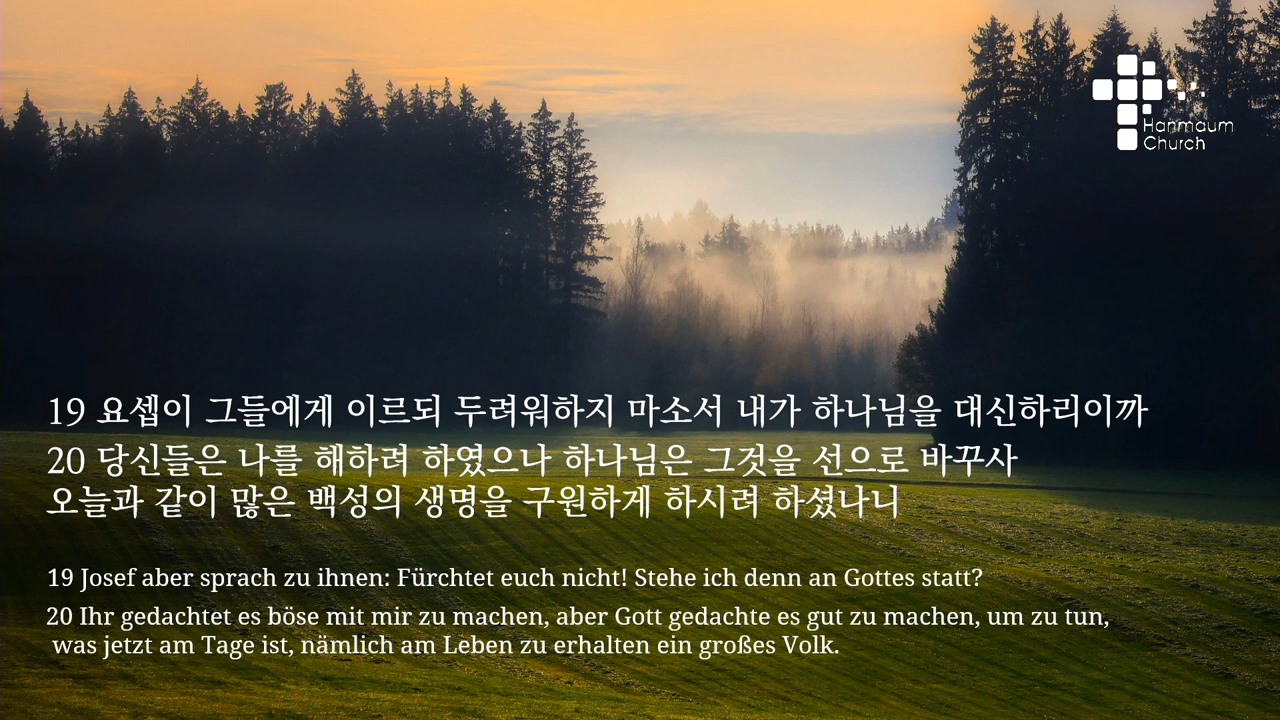 Hanmaum
Church
19 요셉이 그들에게 이르되 두려워하지 마소서 내가 하나님을 대신하리이까
20 당신들은 나를 해하려 하였으나 하나님은 그것을 선으로 바꾸사
오늘과 같이 많은 백성의 생명을 구원하게 하시려 하셨나니
19 Josef aber sprach zu ihnen: Fürchtet euch nicht! Stehe ich denn an Gottes statt?
20 Ihr gedachtet es böse mit mir zu machen, aber Gott gedachte es gut zu machen, um zu tun,
was jetzt am Tage ist, nämlich am Leben zu erhalten ein großes Volk.